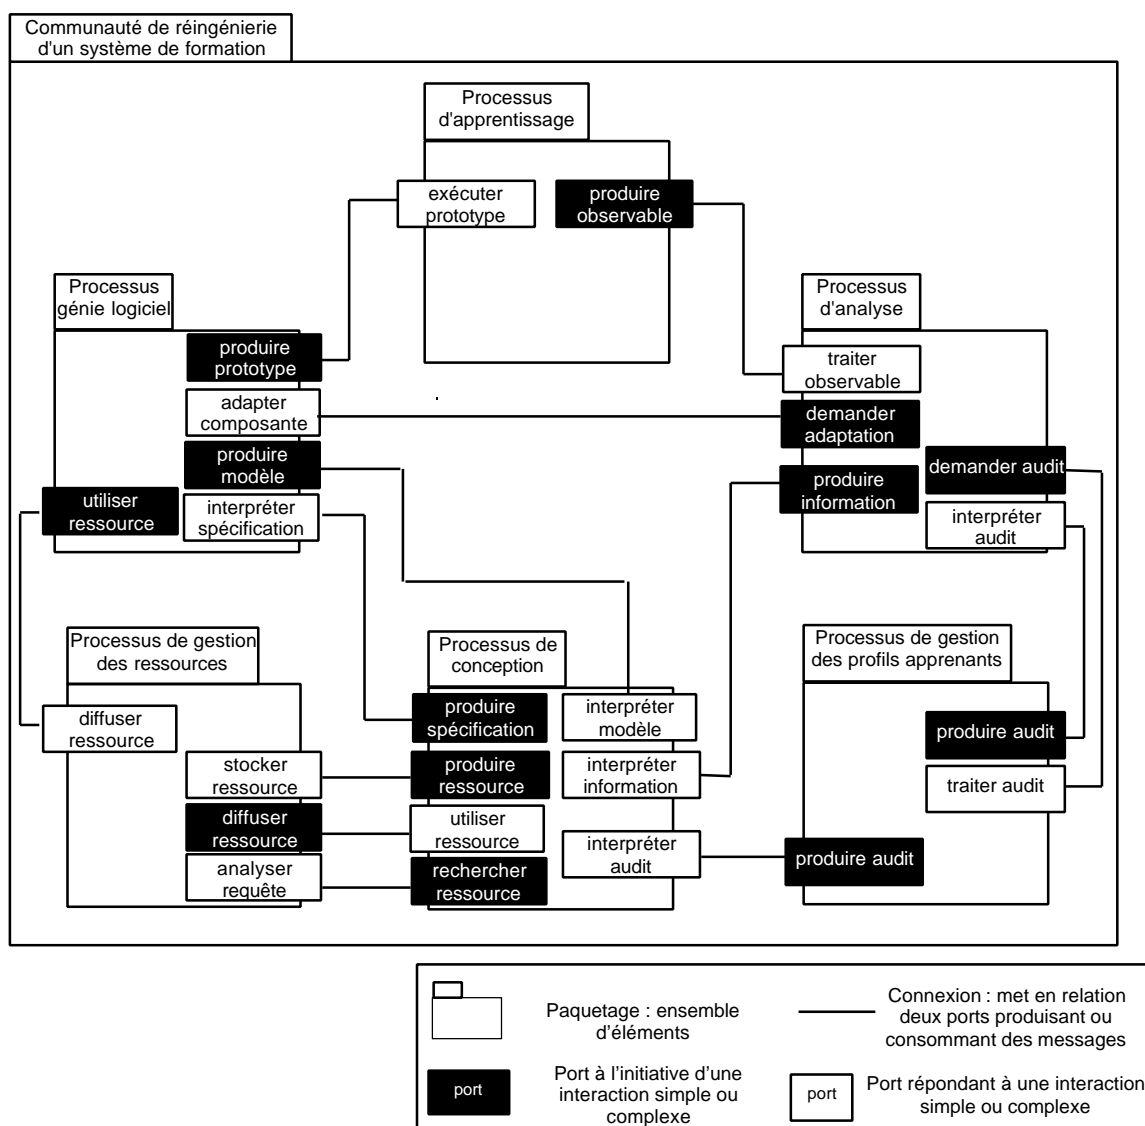 Communauté de réingénierie
d'un système de formation
Processus
d'apprentissage
exécuter
prototype
produire
observable
Processus
génie logiciel
produire
prototype
adapter
composante
produire
modèle
utiliser
ressource
interpréter
spécification
Processus
d'analyse
traiter
observable
demander
adaptation
produire
information
demander audit
interpréter
audit
Processus de gestion
des ressources
diffuser
ressource
stocker
ressource
diffuser
ressource
analyser
requête
Processus de
conception
produire
spécification
interpréter
modèle
produire
ressource
interpréter
information
utiliser
ressource
interpréter
audit
rechercher
ressource
Processus de gestion
des profils apprenants
produire audit
traiter audit
produire audit
Paquetage : ensemble
d’éléments
Connexion : met en relation
deux ports produisant ou
consommant des messages
port
Port à l’initiative d’une
interaction simple ou
complexe
port
Port répondant à une interaction
simple ou complexe